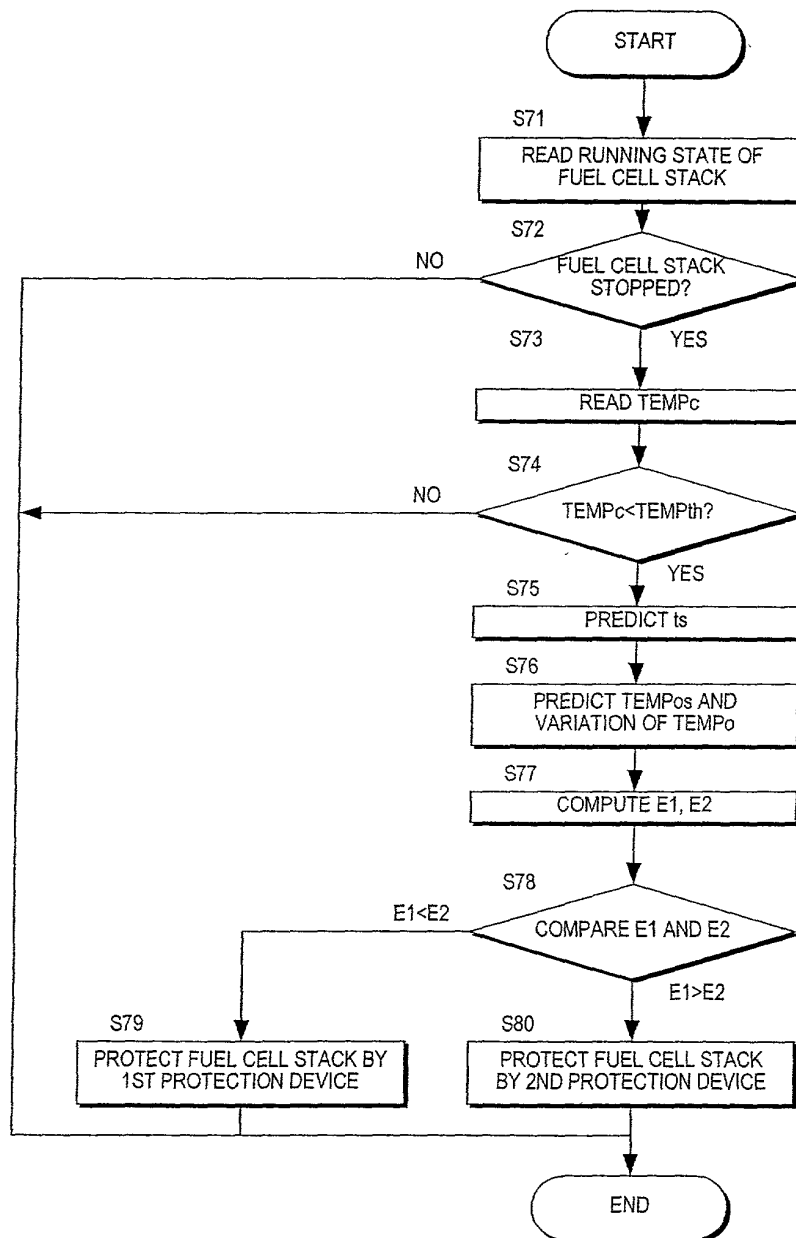 START
S71
READ RUNNING STATE OF
FUEL CELL STACK
S72
NO
FUEL CELL STACK
STOPPED?
YES
S73
READ TEMPc
S74
NO
TEMPc<TEMPth?
YES
S75
PREDICT ts
S76
PREDICT TEMPos AND
VARIATION OF TEMPo
S77
COMPUTE E1, E2
S78
E1<E2
COMPARE E1 AND E2
E1>E2
S79
PROTECT FUEL CELL STACK BY
1ST PROTECTION DEVICE
S80
PROTECT FUEL CELL STACK
BY 2ND PROTECTION DEVICE
END